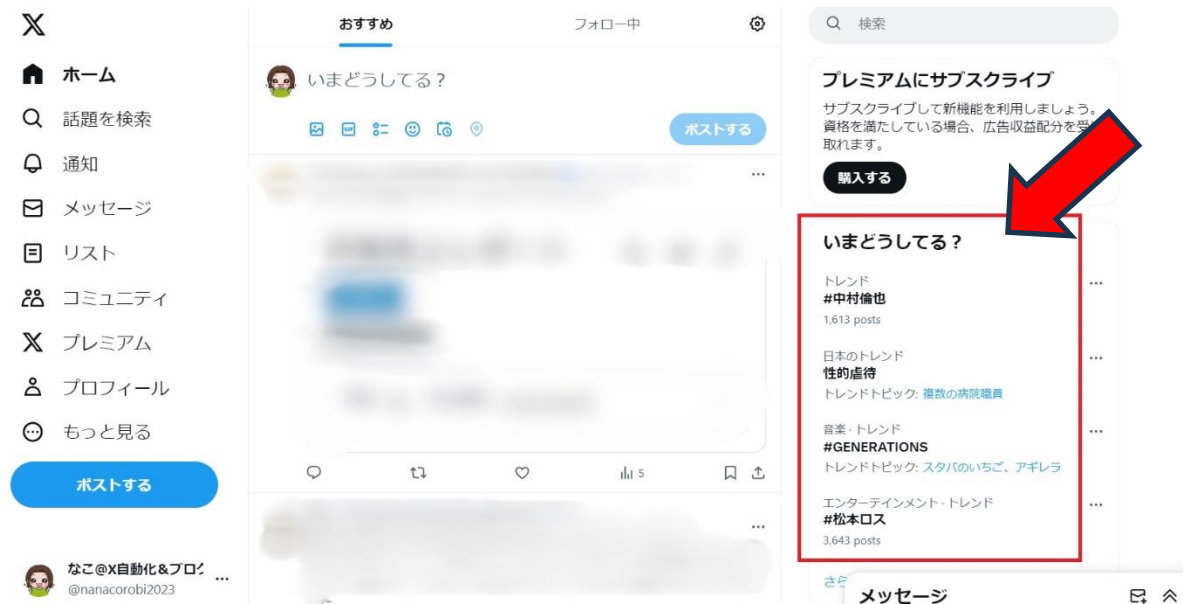 ホーム
話題を検索
通知
メッセージ
リスト
コミュニティ
プレミアム
プロフィール
もっと見る
ポストする
なこ@X自動化&ブログ
@nanacorobi2023
おすすめ
フォロー中
いまどうしてる？
GIF
ポストする
5
検索
プレミアムにサブスクライブ
サブスクライブして新機能を利用しましょう。
資格を満たしている場合、広告収益配分を受
取れます。
購入する
いまどうしてる？
トレンド
#中村倫也
1,613 posts
日本のトレンド
性的虐待
トレンドトピック: 複数の病院職員
音楽・トレンド
#GENERATIONS
トレンドトピック: スタバのいちご、アギレラ
エンターテインメント・トレンド
#松本ロス
3,643 posts
さら
メッセージ